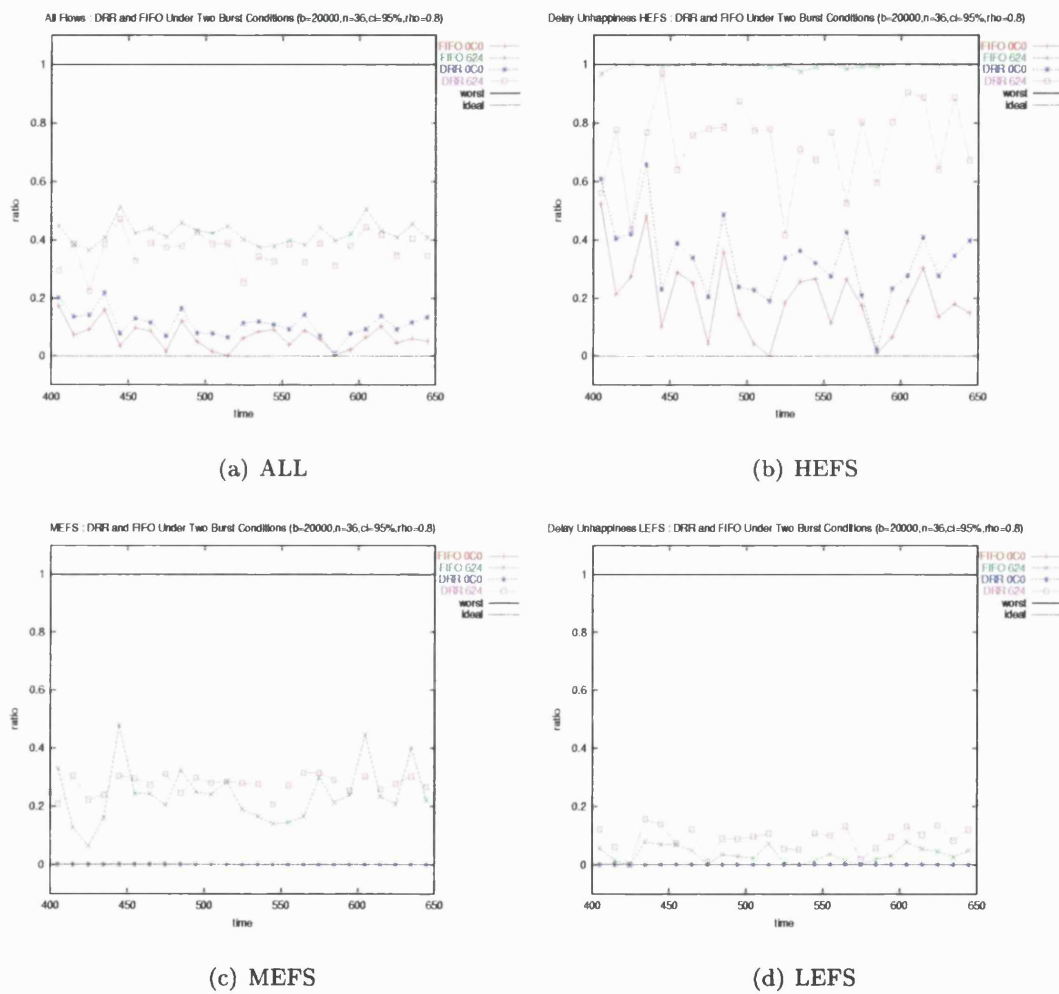 All Flows : DRR and FIFO Under Two Burst Conditions (b=20000,n=36,ci=95%,rho=0.8)
FIFO 0C0
FIFO 624
DRR 0C0
DRR 624
worst
ideal
1
0.8
0.6
0.4
0.2
0
ratio
400
450
500
550
600
650
time
(a) ALL
Delay Unhappiness HEFS : DRR and FIFO Under Two Burst Conditions (b=20000,n=36,ci=95%,rho=0.8)
FIFO 0C0
FIFO 624
DRR 0C0
DRR 624
worst
ideal
1
0.8
0.6
0.4
0.2
0
ratio
400
450
500
550
600
650
time
(b) HEFS
MEFS : DRR and FIFO Under Two Burst Conditions (b=20000,n=36,ci=95%,rho=0.8)
FIFO 0C0
FIFO 624
DRR 0C0
DRR 624
worst
ideal
1
0.8
0.6
0.4
0.2
0
ratio
400
450
500
550
600
650
time
(c) MEFS
Delay Unhappiness LEFS : DRR and FIFO Under Two Burst Conditions (b=20000,n=36,ci=95%,rho=0.8)
FIFO 0C0
FIFO 624
DRR 0C0
DRR 624
worst
ideal
1
0.8
0.6
0.4
0.2
0
ratio
400
450
500
550
600
650
time
(d) LEFS